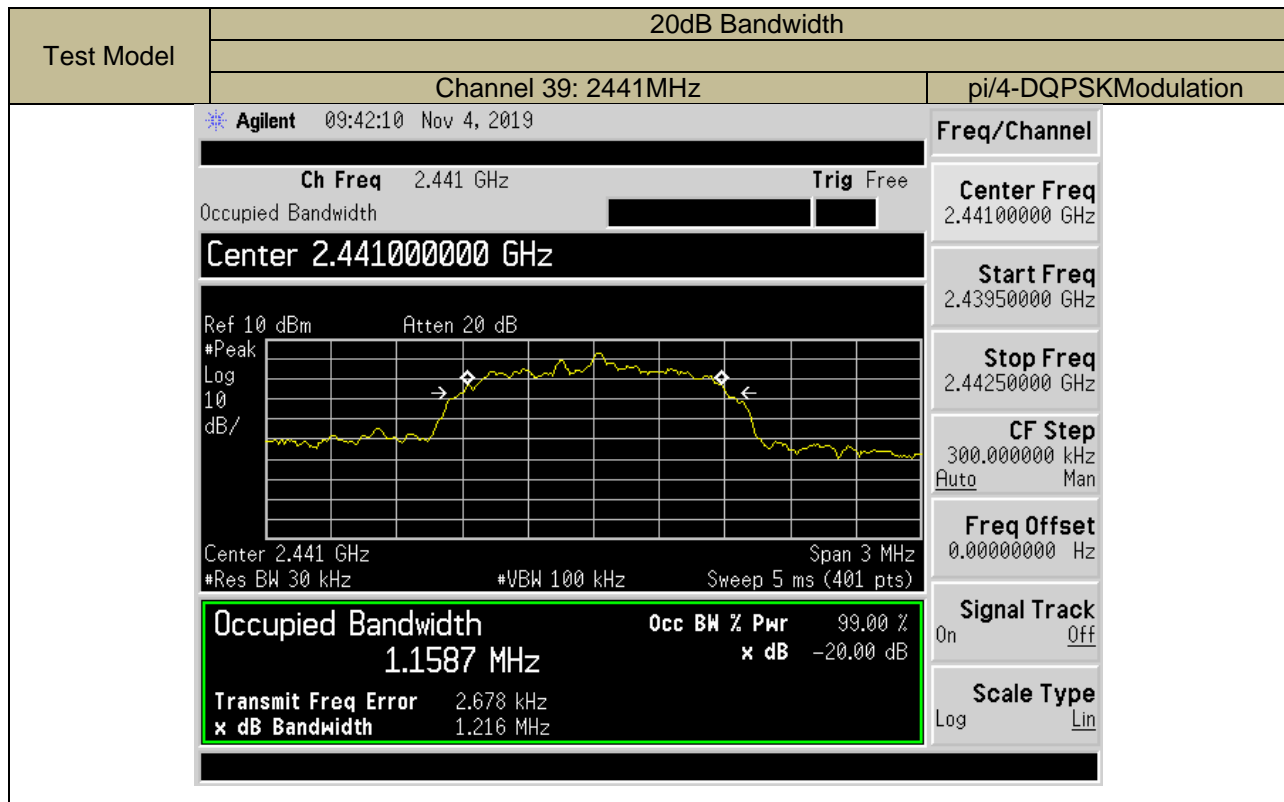 Test Model
20dB Bandwidth
Channel 39: 2441MHz
pi/4-DQPSKModulation
Agilent 09:42:10 Nov 4, 2019
Ch Freq 2.441 GHz Trig Free
Occupied Bandwidth
Center 2.441000000 GHz
Ref 10 dBm Atten 20 dB
#Peak
Log
10
dB/
Center 2.441 GHz Span 3 MHz
#Res BW 30 kHz #VBW 100 kHz Sweep 5 ms (401 pts)
Occupied Bandwidth
1.1587 MHz
Occ BW % Pwr 99.00 %
x dB -20.00 dB
Transmit Freq Error 2.678 kHz
x dB Bandwidth 1.216 MHz
Freq/Channel
Center Freq
2.44100000 GHz
Start Freq
2.43950000 GHz
Stop Freq
2.44250000 GHz
CF Step
300.000000 kHz
Auto Man
Freq Offset
0.00000000 Hz
Signal Track
On Off
Scale Type
Log Lin